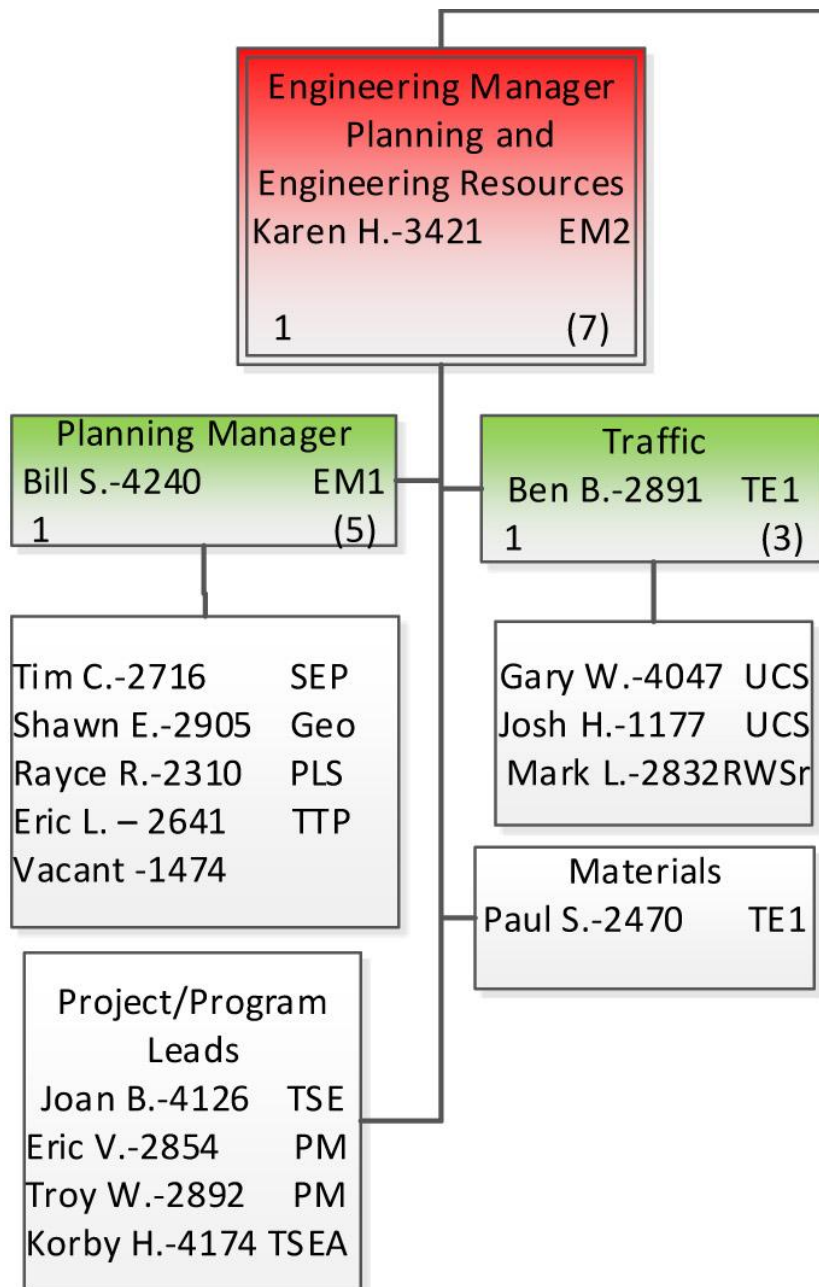 Engineering Manager
Planning and
Engineering Resources
Karen H.-3421 EM2
1 (7)
Planning Manager
Bill S.-4240 EM1
1 (5)
Traffic
Ben B.-2891 TE1
1 (3)
Tim C.-2716 SEP
Shawn E.-2905 Geo
Rayce R.-2310 PLS
Eric L. – 2641 TTP
Vacant -1474
Gary W.-4047 UCS
Josh H.-1177 UCS
Mark L.-2832RWSr
Materials
Paul S.-2470 TE1
Project/Program
Leads
Joan B.-4126 TSE
Eric V.-2854 PM
Troy W.-2892 PM
Korby H.-4174 TSEA